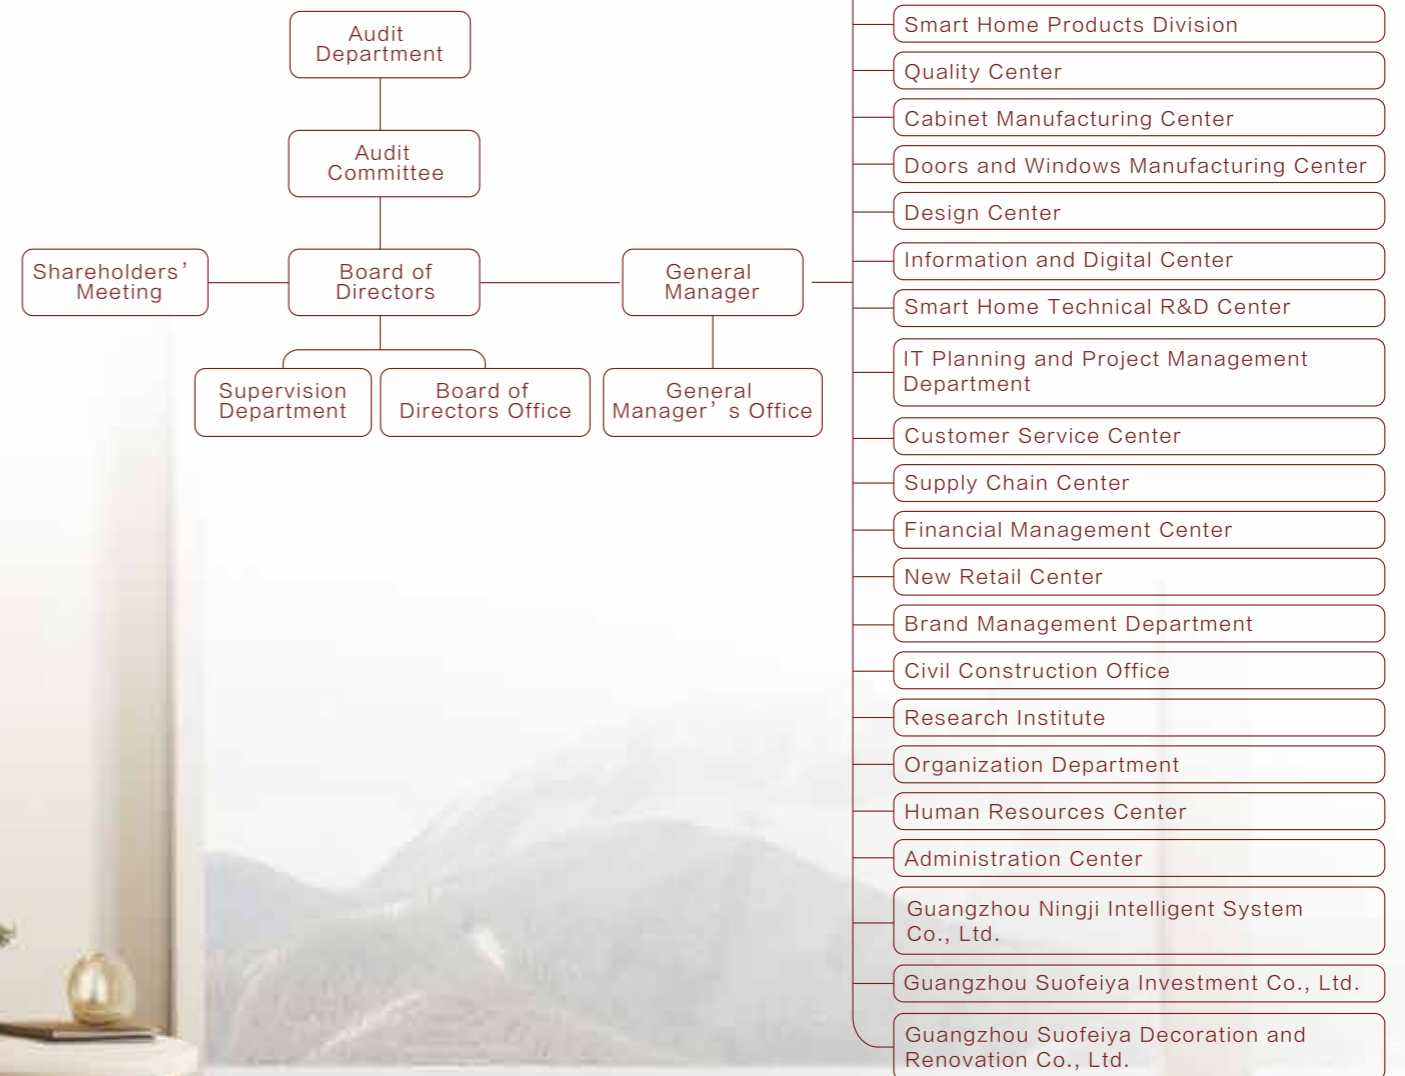 Audit
Department
Audit
Committee
Shareholders’
Meeting
Board of
Directors
General
Manager
Supervision
Department
Board of
Directors Office
General
Manager’s Office
Smart Home Products Division
Quality Center
Cabinet Manufacturing Center
Doors and Windows Manufacturing Center
Design Center
Information and Digital Center
Smart Home Technical R&D Center
IT Planning and Project Management
Department
Customer Service Center
Supply Chain Center
Financial Management Center
New Retail Center
Brand Management Department
Civil Construction Office
Research Institute
Organization Department
Human Resources Center
Administration Center
Guangzhou Ningji Intelligent System
Co., Ltd.
Guangzhou Suofeiya Investment Co., Ltd.
Guangzhou Suofeiya Decoration and
Renovation Co., Ltd.